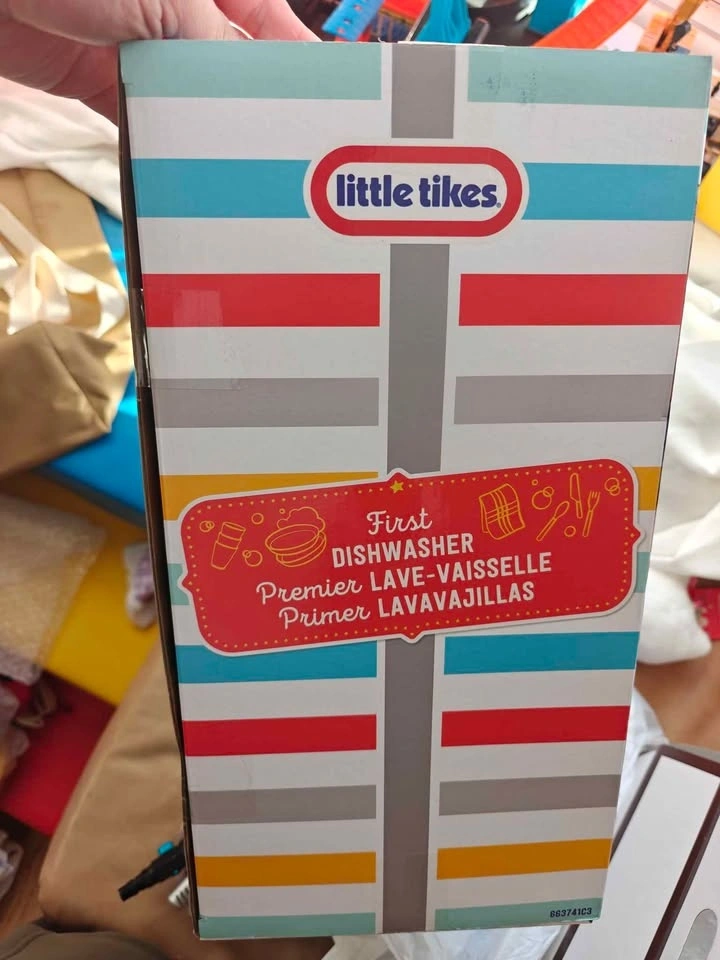 little tikes®
First
DISHWASHER
Premier LAVE-VAISSELLE
Primer LAVAVAJILLAS
663741C3